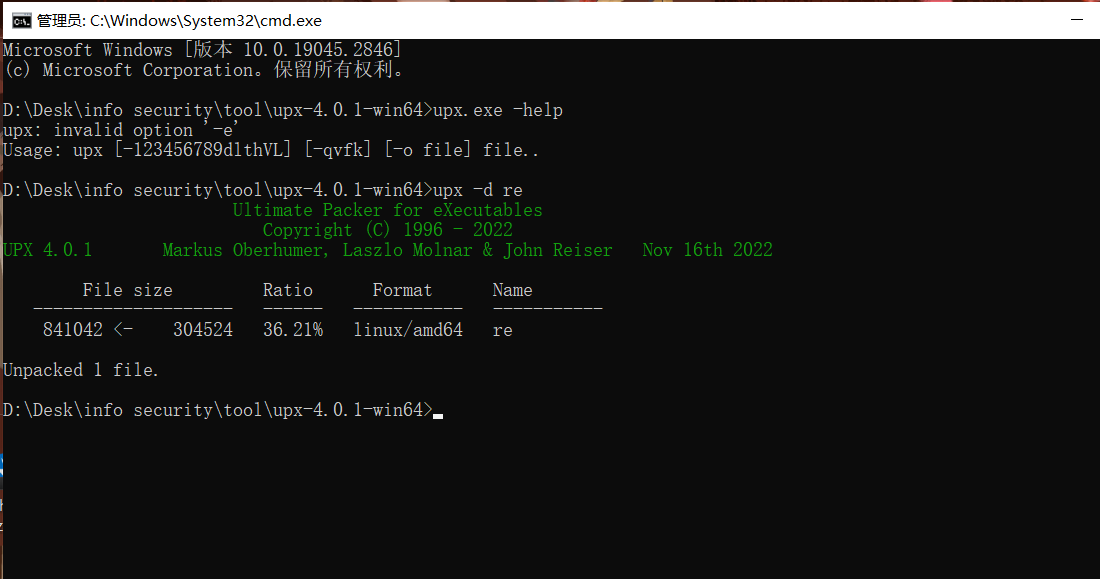 管理员: C:\Windows\System32\cmd.exe
Microsoft Windows [版本 10.0.19045.2846]
(c) Microsoft Corporation。保留所有权利。
D:\Desk\info security\tool\upx-4.0.1-win64>upx.exe -help
upx: invalid option '-e'
Usage: upx [-123456789dlthVL] [-qvfk] [-o file] file..
D:\Desk\info security\tool\upx-4.0.1-win64>upx -d re
Ultimate Packer for eXecutables
Copyright (C) 1996 - 2022
UPX 4.0.1 Markus Oberhumer, Laszlo Molnar & John Reiser Nov 16th 2022
File size Ratio Format Name
-------------------- ------ ----------- -----------
841042 <- 304524 36.21% linux/amd64 re
Unpacked 1 file.
D:\Desk\info security\tool\upx-4.0.1-win64>